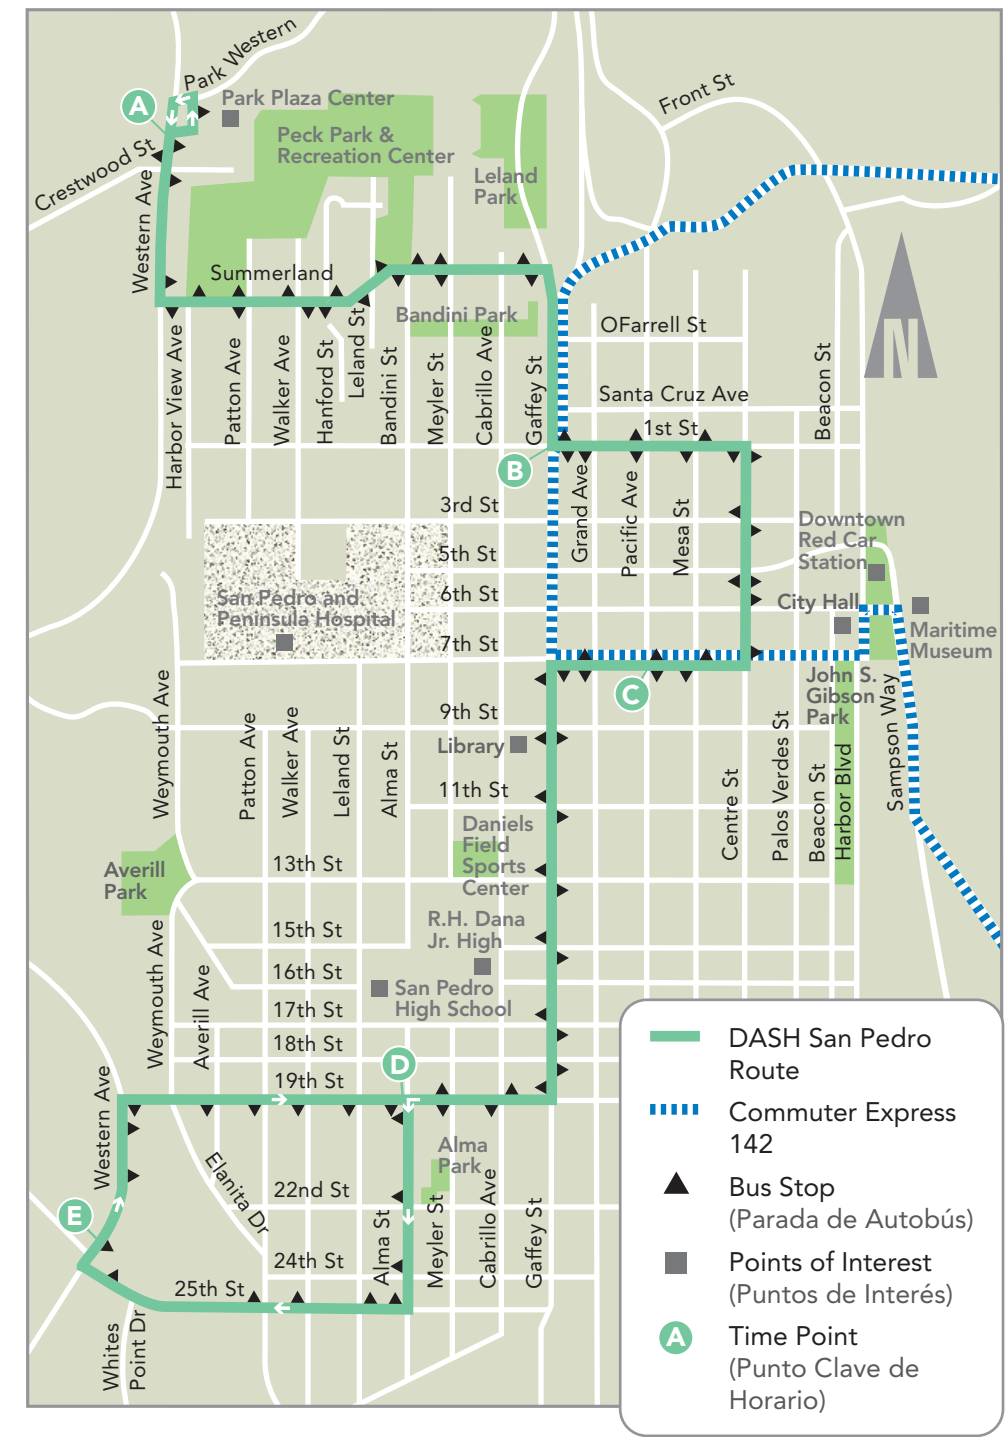 Park Western
A
Park Plaza Center
Peck Park &
Recreation Center
Front St
Crestwood St
Leland
Park
Western Ave
Summerland
Bandini Park
OFarrell St
N
Harbor View Ave
Patton Ave
Walker Ave
Hanford St
Leland St
Bandini St
Meyler St
Cabrillo Ave
Gaffey St
Santa Cruz Ave
1st St
Beacon St
B
Grand Ave
Pacific Ave
Mesa St
3rd St
5th St
6th St
7th St
Downtown
Red Car
Station
City Hall
Maritime
Museum
San Pedro and
Peninsula Hospital
John S.
Gibson
Park
C
Sampson Way
Weymouth Ave
Patton Ave
Walker Ave
Leland St
Alma St
9th St
Library
11th St
Daniels
Field
Sports
Center
Centre St
Palos Verdes St
Beacon St
Harbor Blvd
Averill
Park
13th St
R.H. Dana
Jr. High
15th St
16th St
San Pedro
High School
17th St
18th St
19th St
Weymouth Ave
Averill Ave
D
Western Ave
Alma
Park
Elanita Dr
22nd St
E
24th St
25th St
Alma St
Meyler St
Cabrillo Ave
Gaffey St
Whites
Point Dr
DASH San Pedro
Route
Commuter Express
142
Bus Stop
(Parada de Autobús)
Points of Interest
(Puntos de Interés)
A
Time Point
(Punto Clave de
Horario)